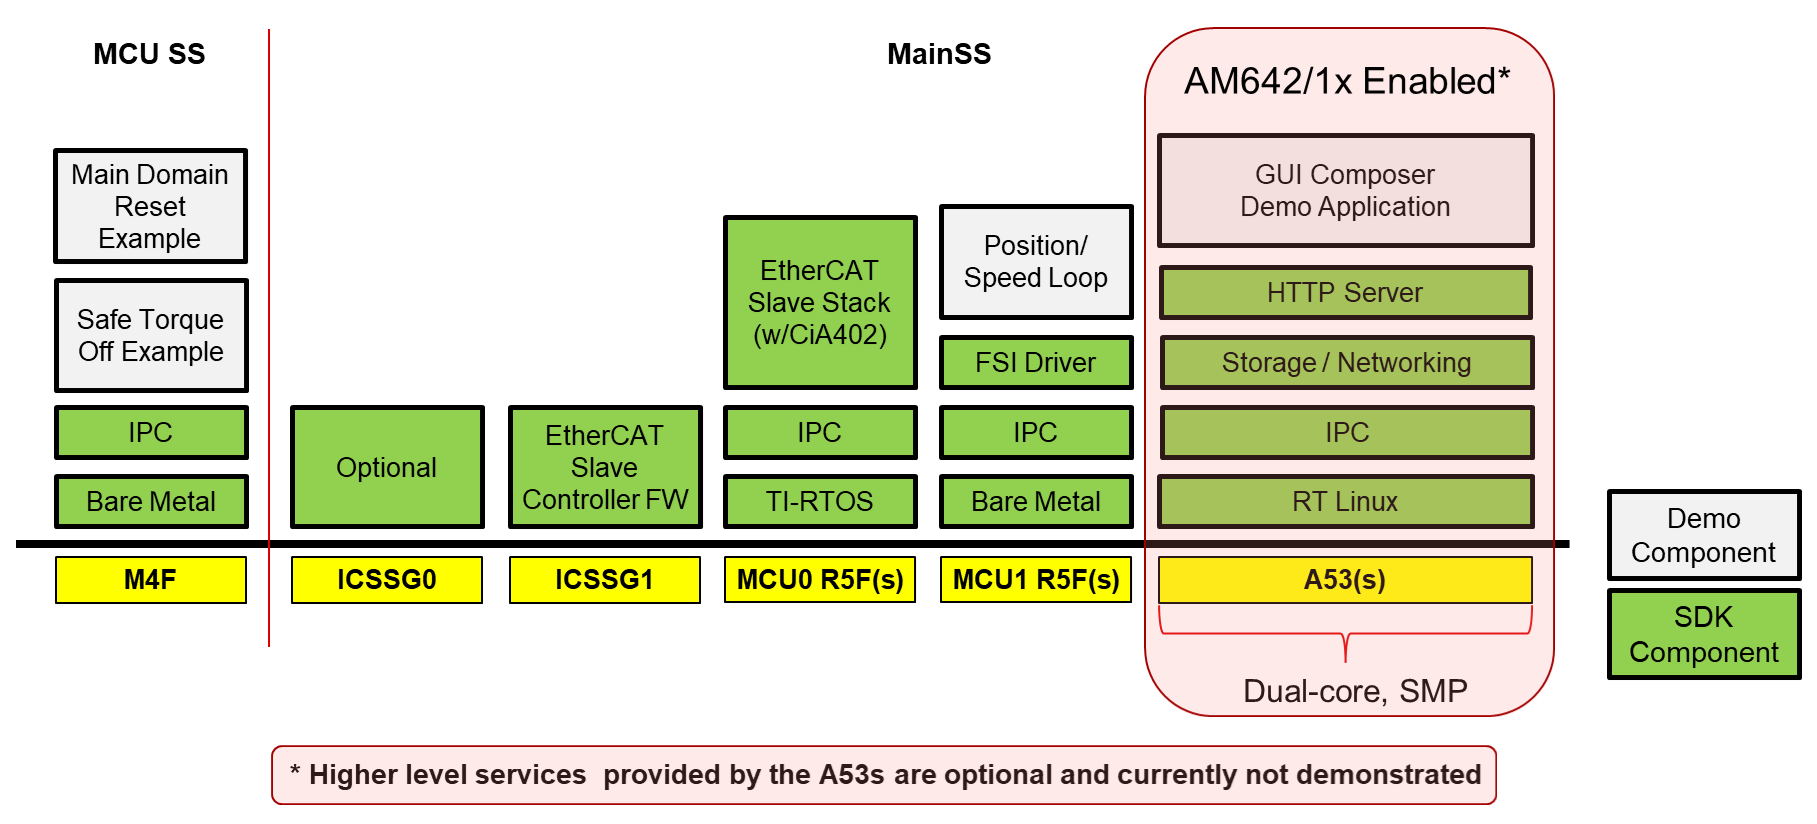 MCU SS
MainSS
AM642/1x Enabled*
Main Domain
Reset
Example
Safe Torque
Off Example
IPC
Bare Metal
M4F
Optional
ICSSG0
EtherCAT
Slave
Controller FW
ICSSG1
EtherCAT
Slave Stack
(w/CiA402)
IPC
TI-RTOS
MCU0 R5F(s)
Position/
Speed Loop
FSI Driver
IPC
Bare Metal
MCU1 R5F(s)
GUI Composer
Demo Application
HTTP Server
Storage / Networking
IPC
RT Linux
A53(s)
Dual-core, SMP
Demo
Component
SDK
Component
* Higher level services  provided by the A53s are optional and currently not demonstrated